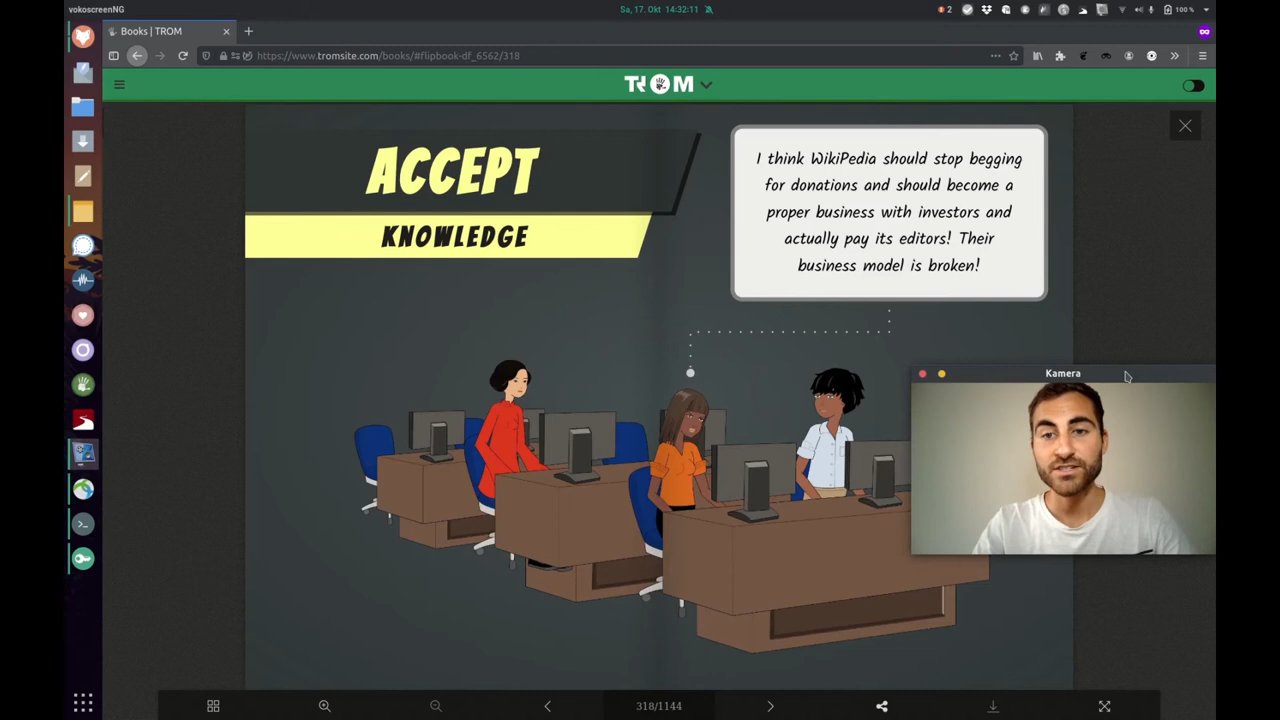 vokoscreenNG
Sa, 17. Okt 14:32:11
2
100 %
Books | TROM
https://www.tromsite.com/books/#flipbook-df_6562/318
TROM
ACCEPT
KNOWLEDGE
I think WikiPedia should stop begging
for donations and should become a
proper business with investors and
actually pay its editors! Their
business model is broken!
Kamera
318/1144